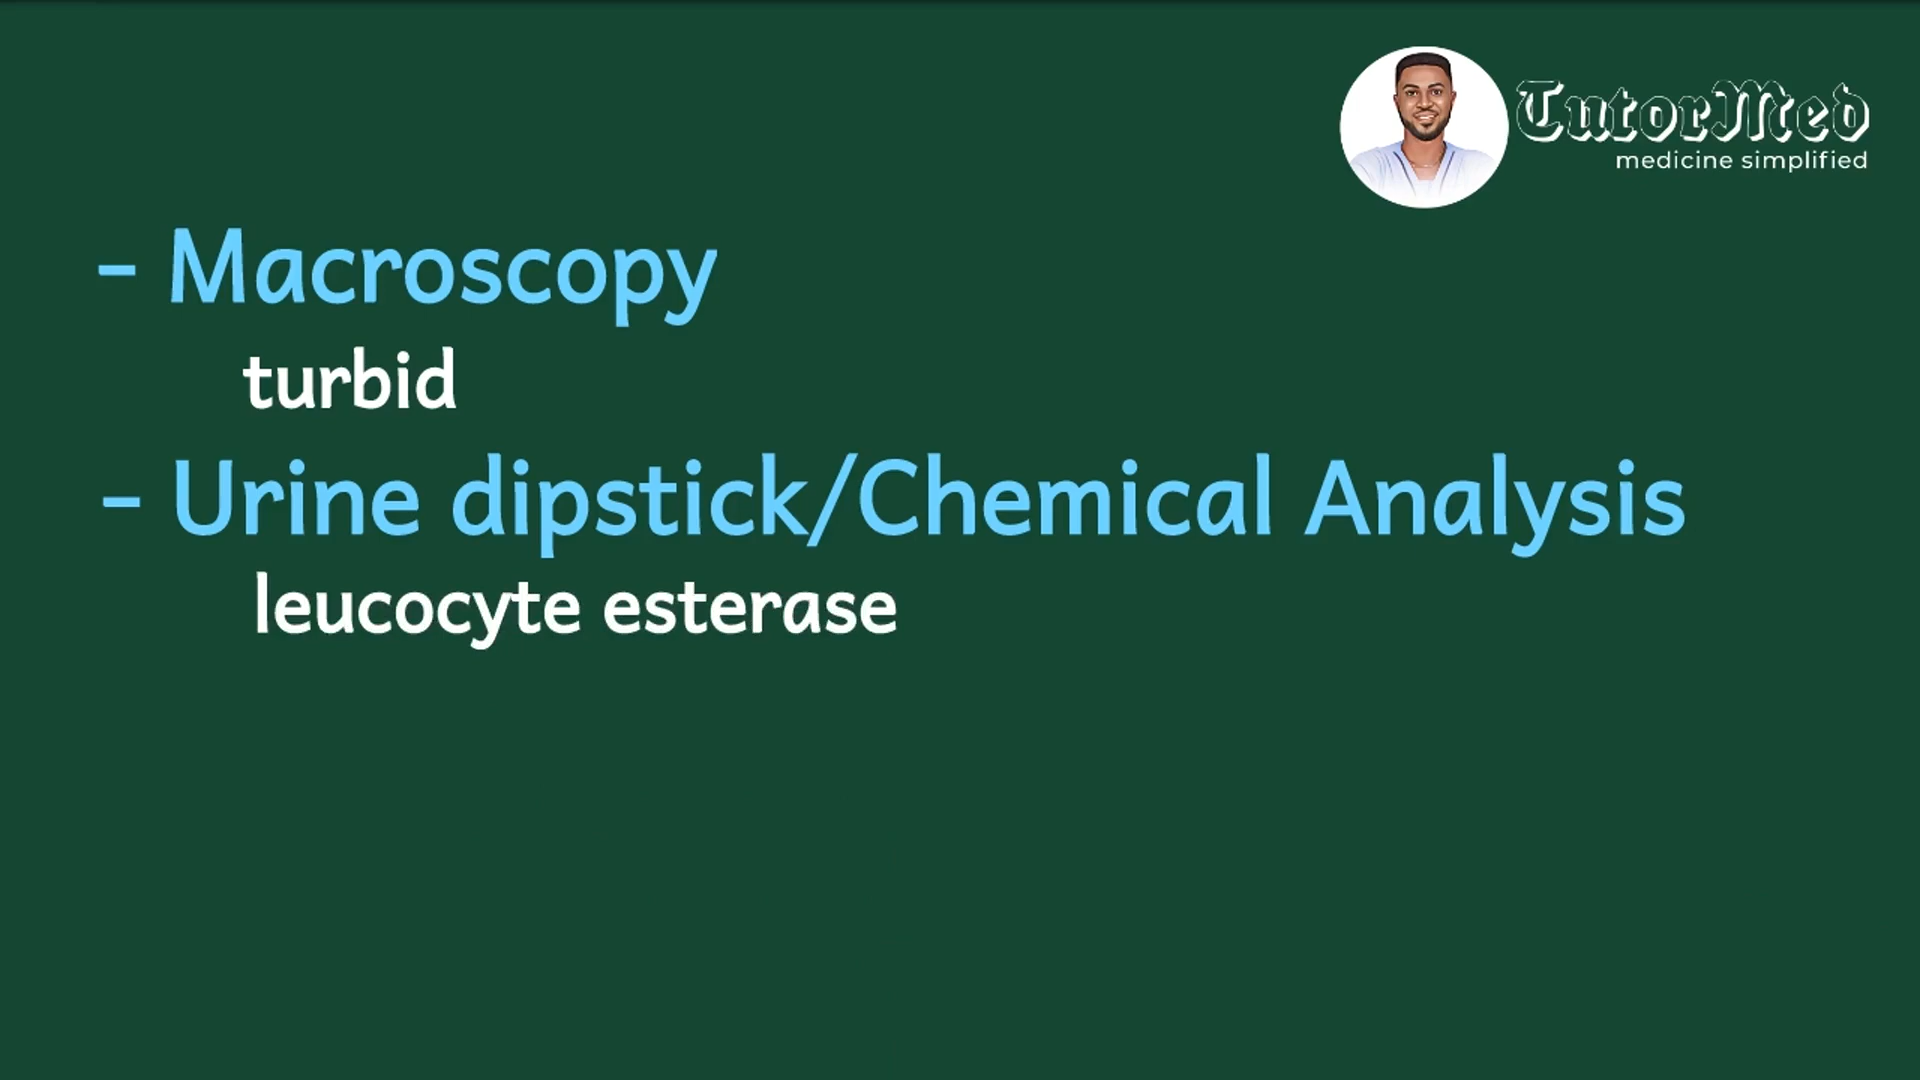 TutorMed
medicine simplified
- Macroscopy
turbid
- Urine dipstick/Chemical Analysis
leucocyte esterase